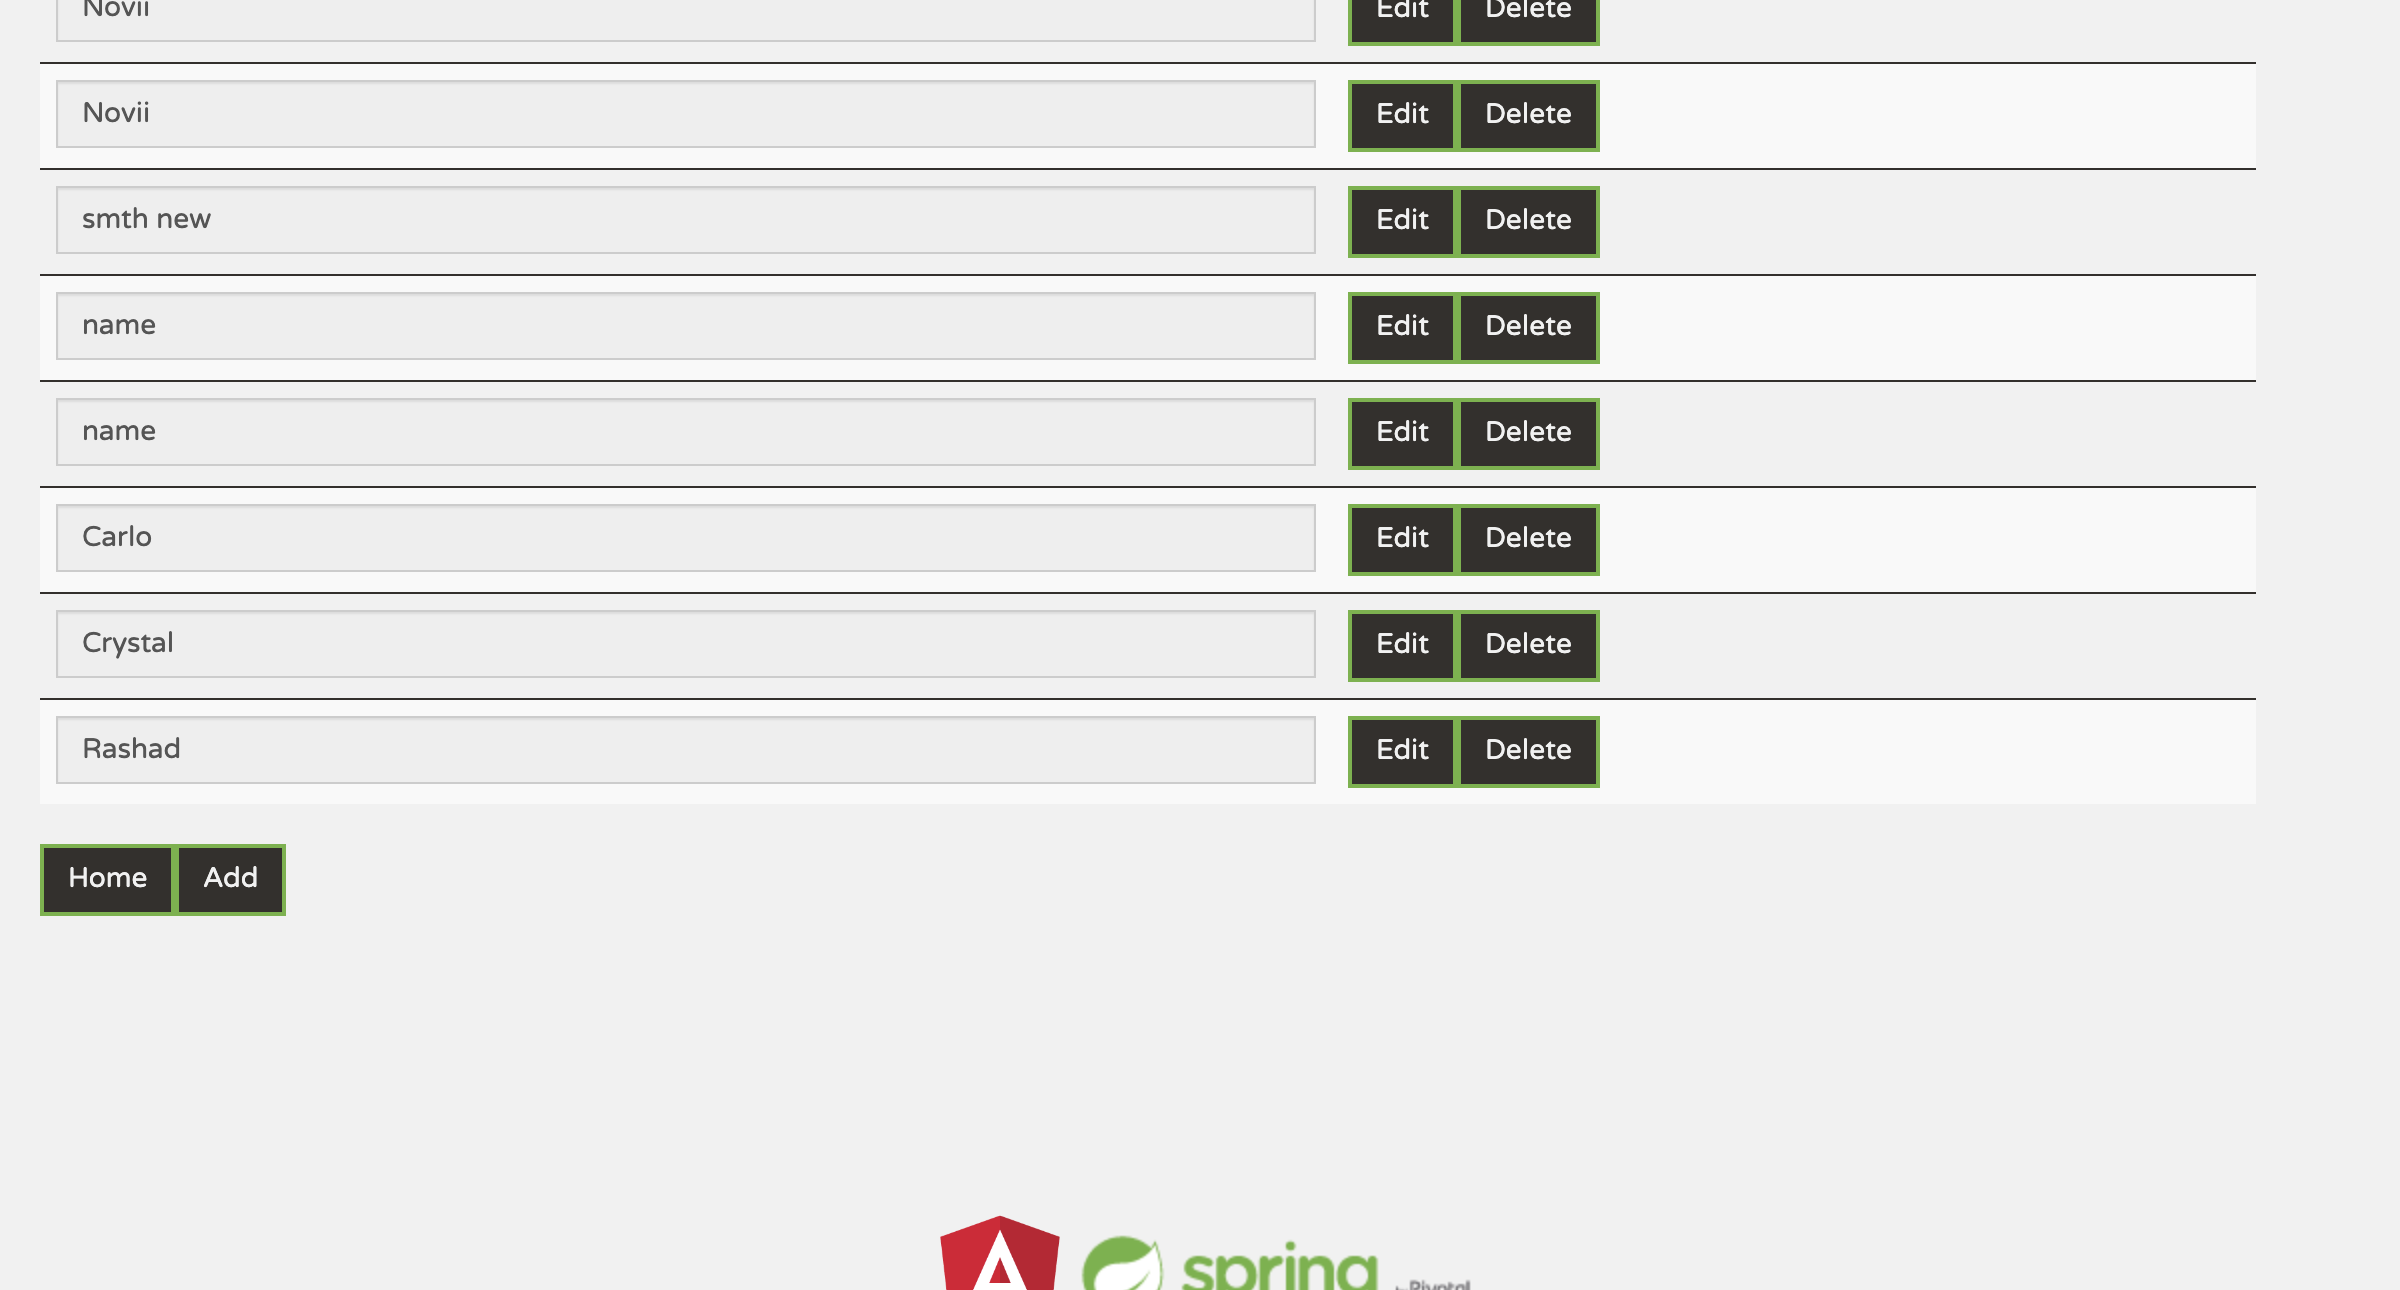 Novii Edit Delete
Novii Edit Delete
smth new Edit Delete
name Edit Delete
name Edit Delete
Carlo Edit Delete
Crystal Edit Delete
Rashad Edit Delete
Home Add
spring by Pivotal